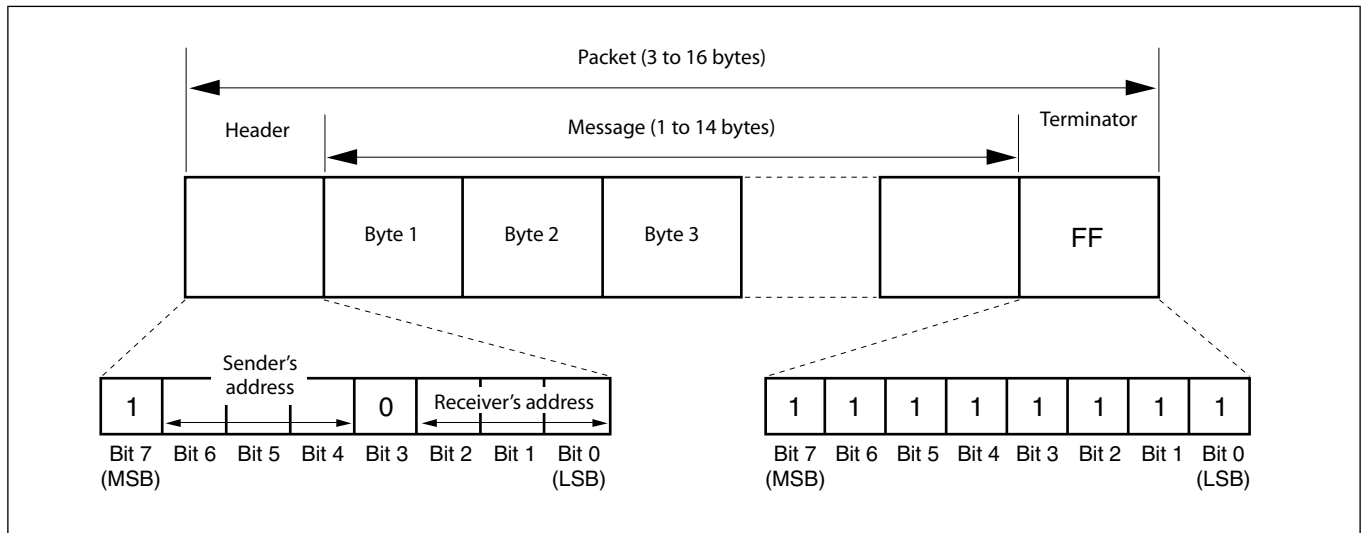 Packet (3 to 16 bytes)
Header Message (1 to 14 bytes) Terminator
Byte 1 Byte 2 Byte 3 FF
Sender's
address
1 0 Receiver's address 1 1 1 1 1 1 1 1
Bit 7 Bit 6 Bit 5 Bit 4 Bit 3 Bit 2 Bit 1 Bit 0 Bit 7 Bit 6 Bit 5 Bit 4 Bit 3 Bit 2 Bit 1 Bit 0
(MSB) (LSB) (MSB) (LSB)